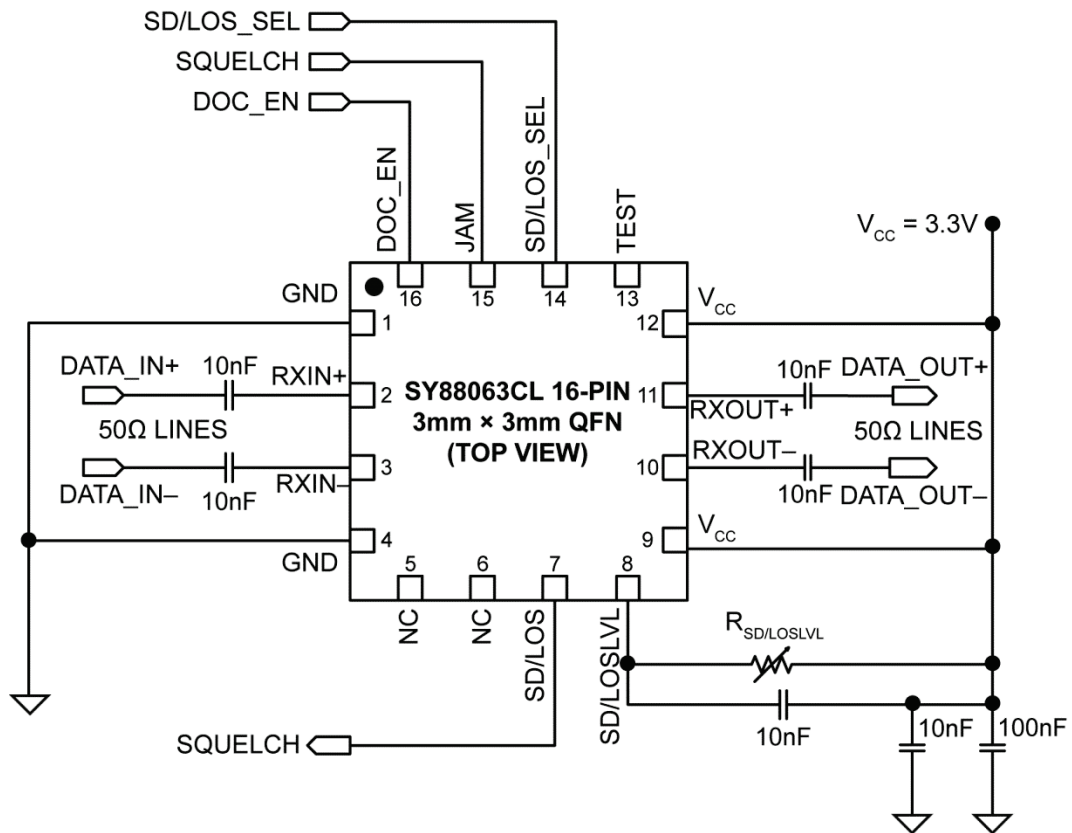 SD/LOS_SEL
SQUELCH
DOC_EN
DOC_EN
JAM
SD/LOS_SEL
TEST
V_CC = 3.3V
GND
16
15
14
13
1
12
V_CC
DATA_IN+
10nF
RXIN+
2
SY88063CL 16-PIN
3mm × 3mm QFN
(TOP VIEW)
11
RXOUT+
10nF
DATA_OUT+
50Ω LINES
50Ω LINES
DATA_IN–
10nF
RXIN–
3
10
RXOUT–
10nF
DATA_OUT–
GND
4
9
V_CC
5
6
7
8
NC
NC
SD/LOS
SD/LOSLVL
R_SD/LOSLVL
10nF
10nF
100nF
SQUELCH